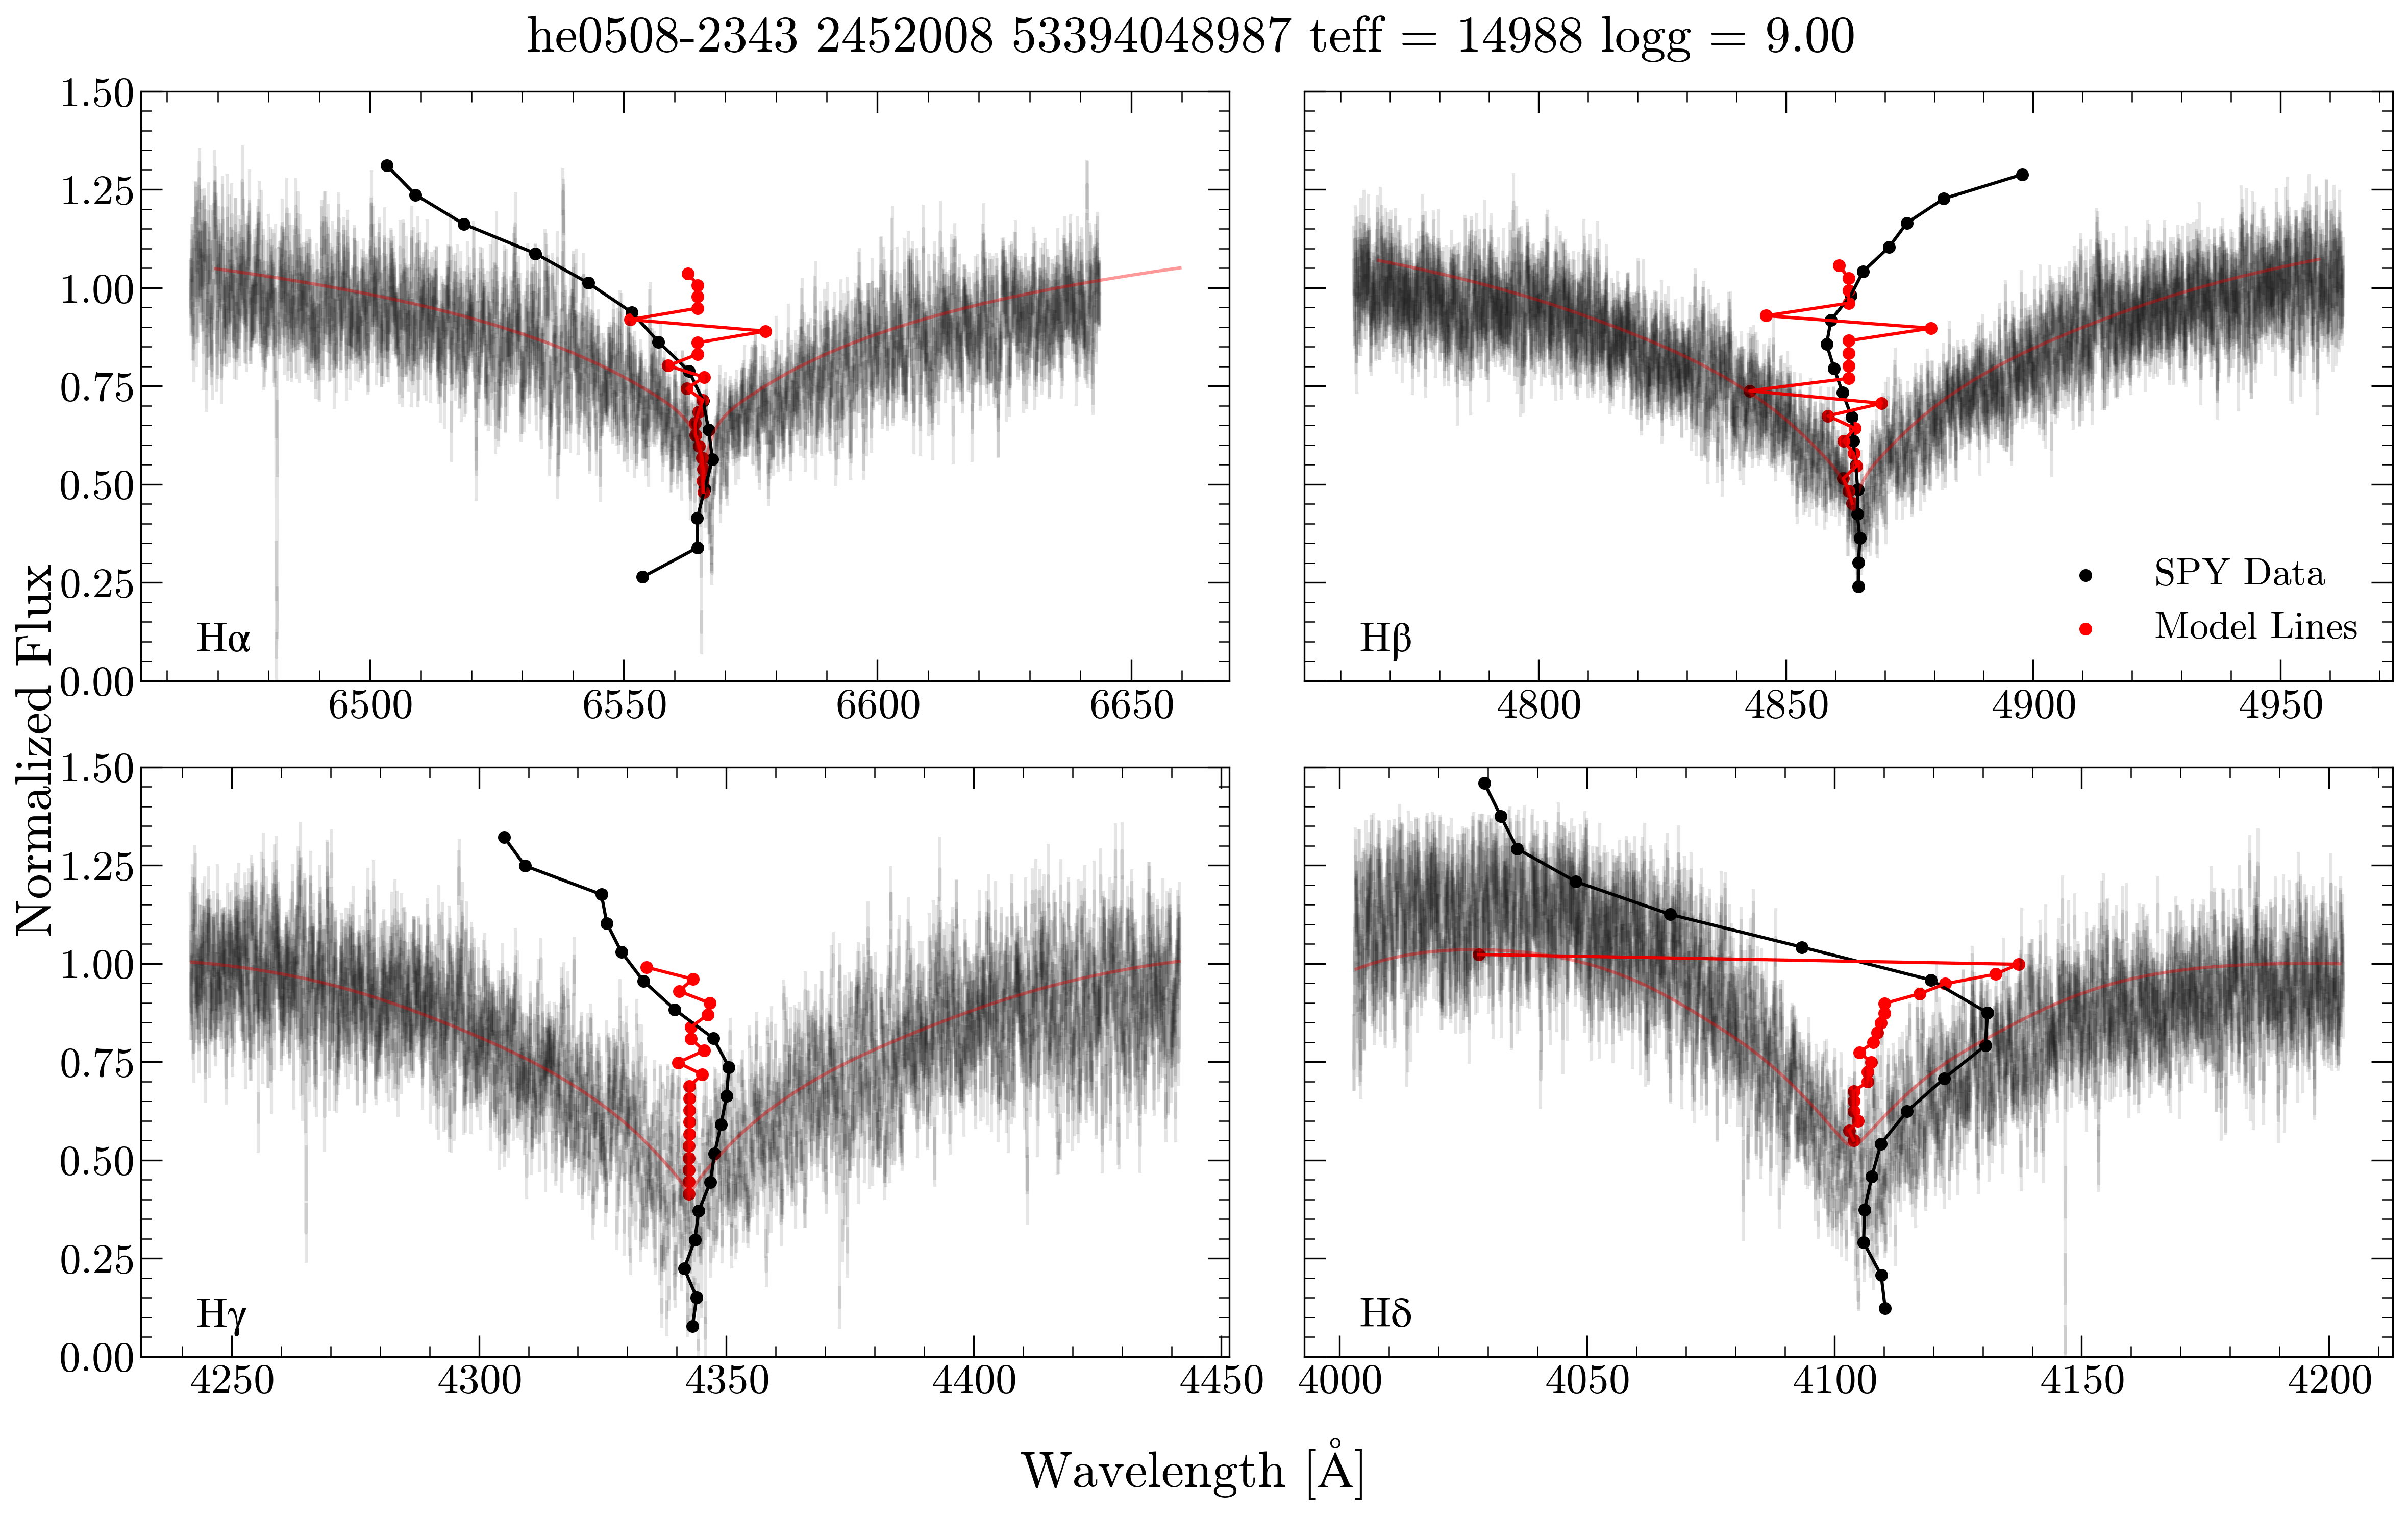 he0508-2343 2452008 53394048987 teff = 14988 logg = 9.00
Normalized Flux
1.50
1.25
1.00
0.75
0.50
0.25
0.00
Hα
6500 6550 6600 6650
SPY Data
Model Lines
Hβ
4800 4850 4900 4950
1.50
1.25
1.00
0.75
0.50
0.25
0.00
Hγ
4250 4300 4350 4400 4450
Hδ
4000 4050 4100 4150 4200
Wavelength [Å]